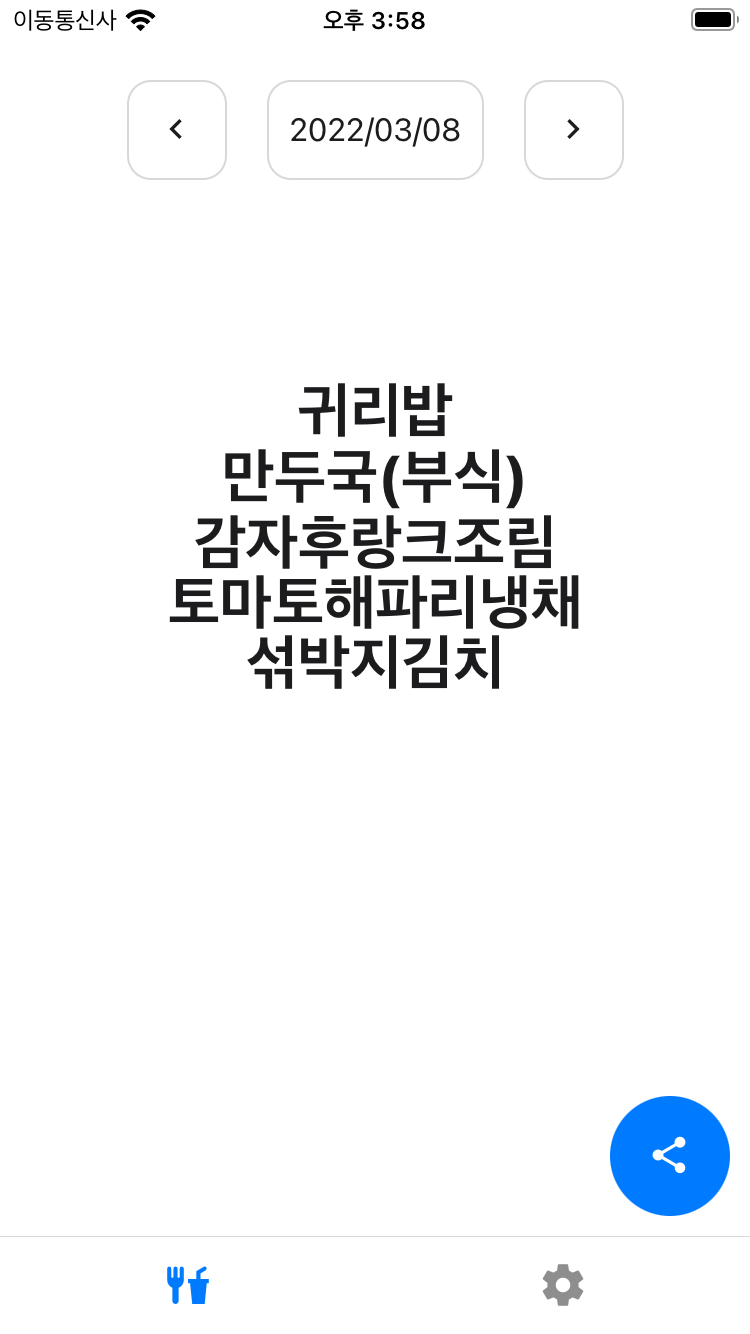 이동통신사 오후 3:58
2022/03/08
귀리밥
만두국(부식)
감자후랑크조림
토마토해파리냉채
섞박지김치